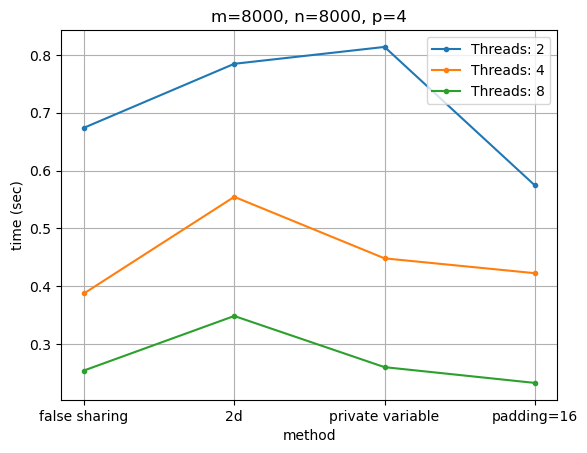 m=8000, n=8000, p=4
Threads: 2
Threads: 4
Threads: 8
time (sec)
0.8
0.7
0.6
0.5
0.4
0.3
false sharing 2d private variable padding=16
method